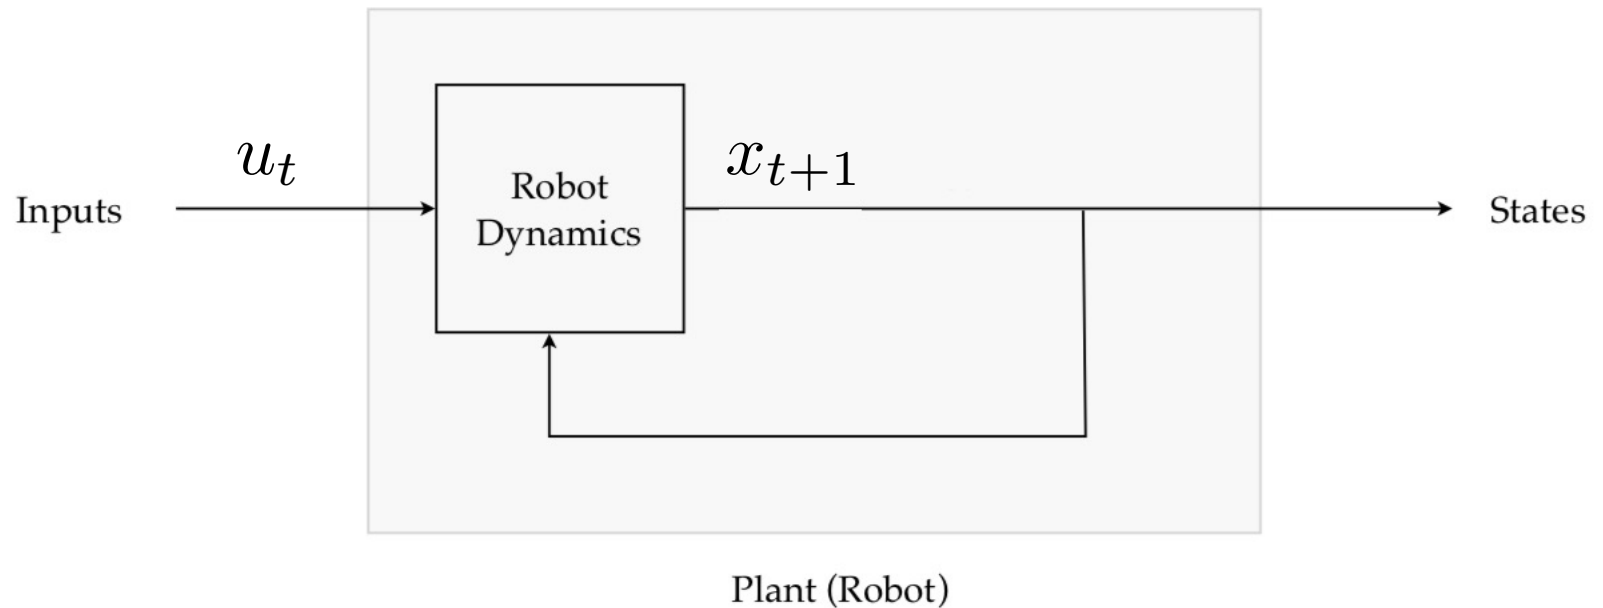 u_t
x_{t+1}
Inputs
Robot
Dynamics
States
Plant (Robot)